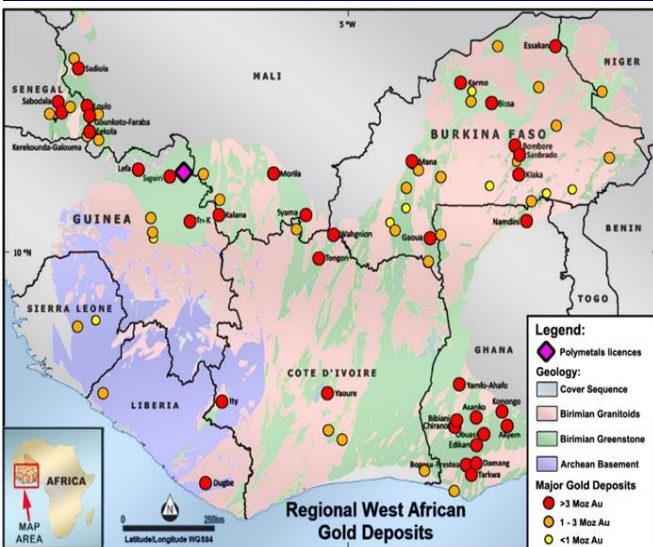 5 °W
Essakan
NIGER
Sadiola
MALI
Karma
SENEGAL
Sabodala
Loulo
Bissa
Gounkoto-Faraba
Fekola
BURKINA FASO
Kerekounda-Galouma
Bombore
Sanbrado
Mana
Lefa
Siguiri
Morila
Kiaka
GUINEA
Tri-K
Kalana
Syama
Namdini
Wahgnion
Gaoua
BENIN
10 °N
Tongon
TOGO
SIERRA LEONE
GHANA
COTE D'IVOIRE
Yamfo-Ahafo
LIBERIA
Ity
Yaoure
Asanko
Konongo
Bibiani
Chirano
Obuasi
Akyem
Edikan
Bogosu-Prestea
Damang
Tarkwa
Dugbe
Legend:
Polymetals licences
Geology:
Cover Sequence
Birimian Granitoids
Birimian Greenstone
Archean Basement
Major Gold Deposits
>3 Moz Au
1 - 3 Moz Au
<1 Moz Au
AFRICA
MAP
AREA
N
0
250km
Latitude/Longitude WGS84
Regional West African
Gold Deposits